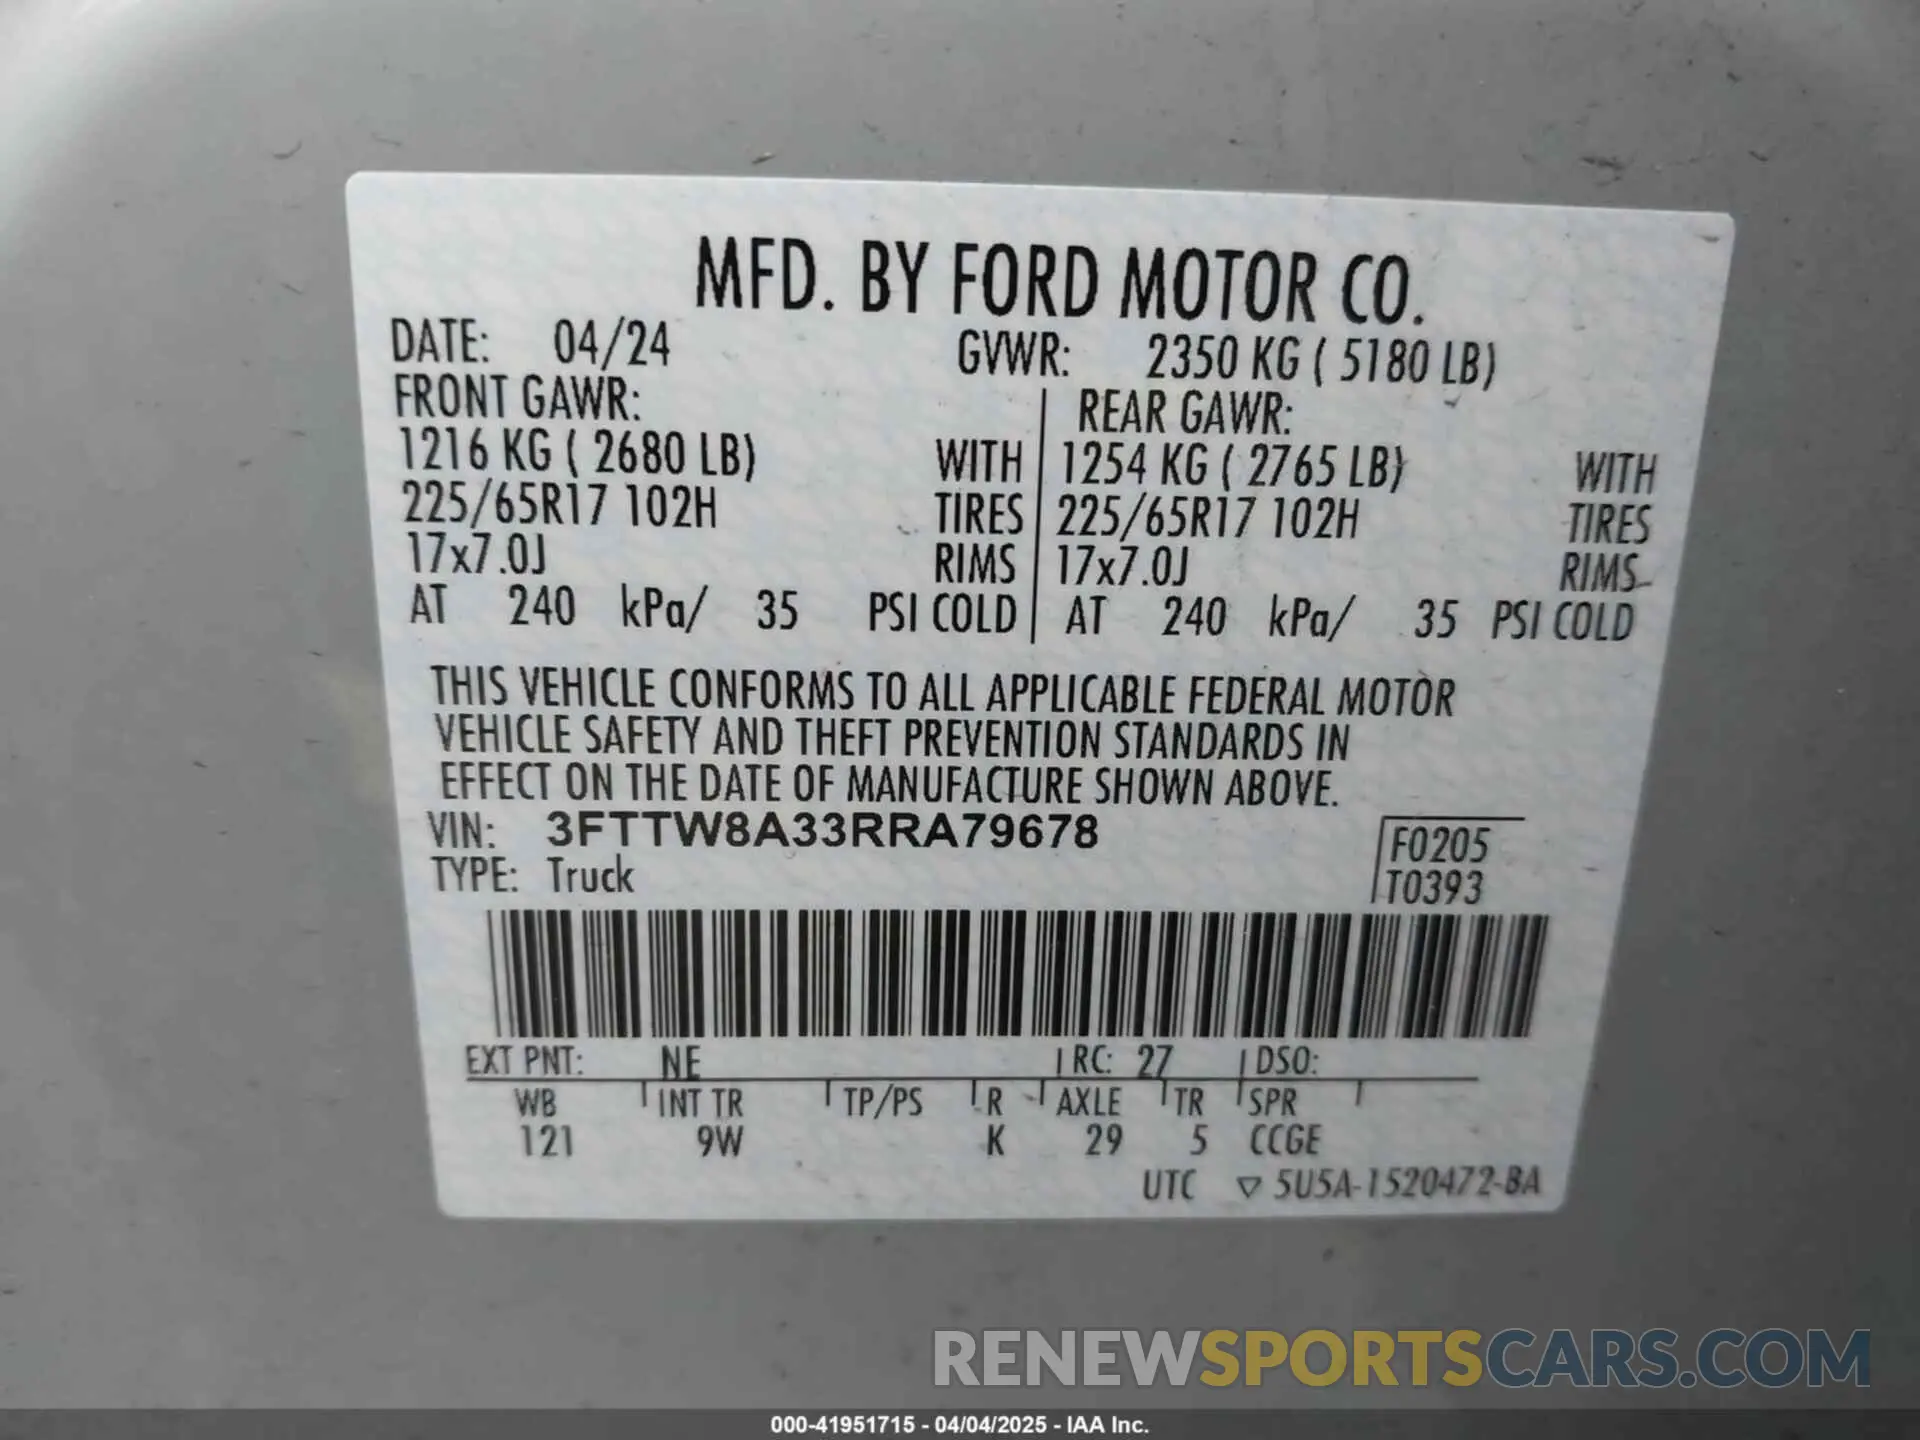 MFD. BY FORD MOTOR CO.
DATE: 04/24 GVWR: 2350 KG ( 5180 LB)
FRONT GAWR: REAR GAWR:
1216 KG ( 2680 LB) WITH 1254 KG ( 2765 LB) WITH
225/65R17 102H TIRES 225/65R17 102H TIRES
17x7.0J RIMS 17x7.0J RIMS
AT 240 kPa/ 35 PSI COLD AT 240 kPa/ 35 PSI COLD
THIS VEHICLE CONFORMS TO ALL APPLICABLE FEDERAL MOTOR
VEHICLE SAFETY AND THEFT PREVENTION STANDARDS IN
EFFECT ON THE DATE OF MANUFACTURE SHOWN ABOVE.
VIN: 3FTTW8A33RRA79678 F0205
TYPE: Truck T0393
EXT PNT: NE RC: 27 DSO:
WB INT TR TP/PS R AXLE TR SPR
121 9W K 29 5 CCGE
UTC ▽ 5U5A-1520472-BA
RENEWSPORTSCARS.COM
000-41951715 - 04/04/2025 - IAA Inc.